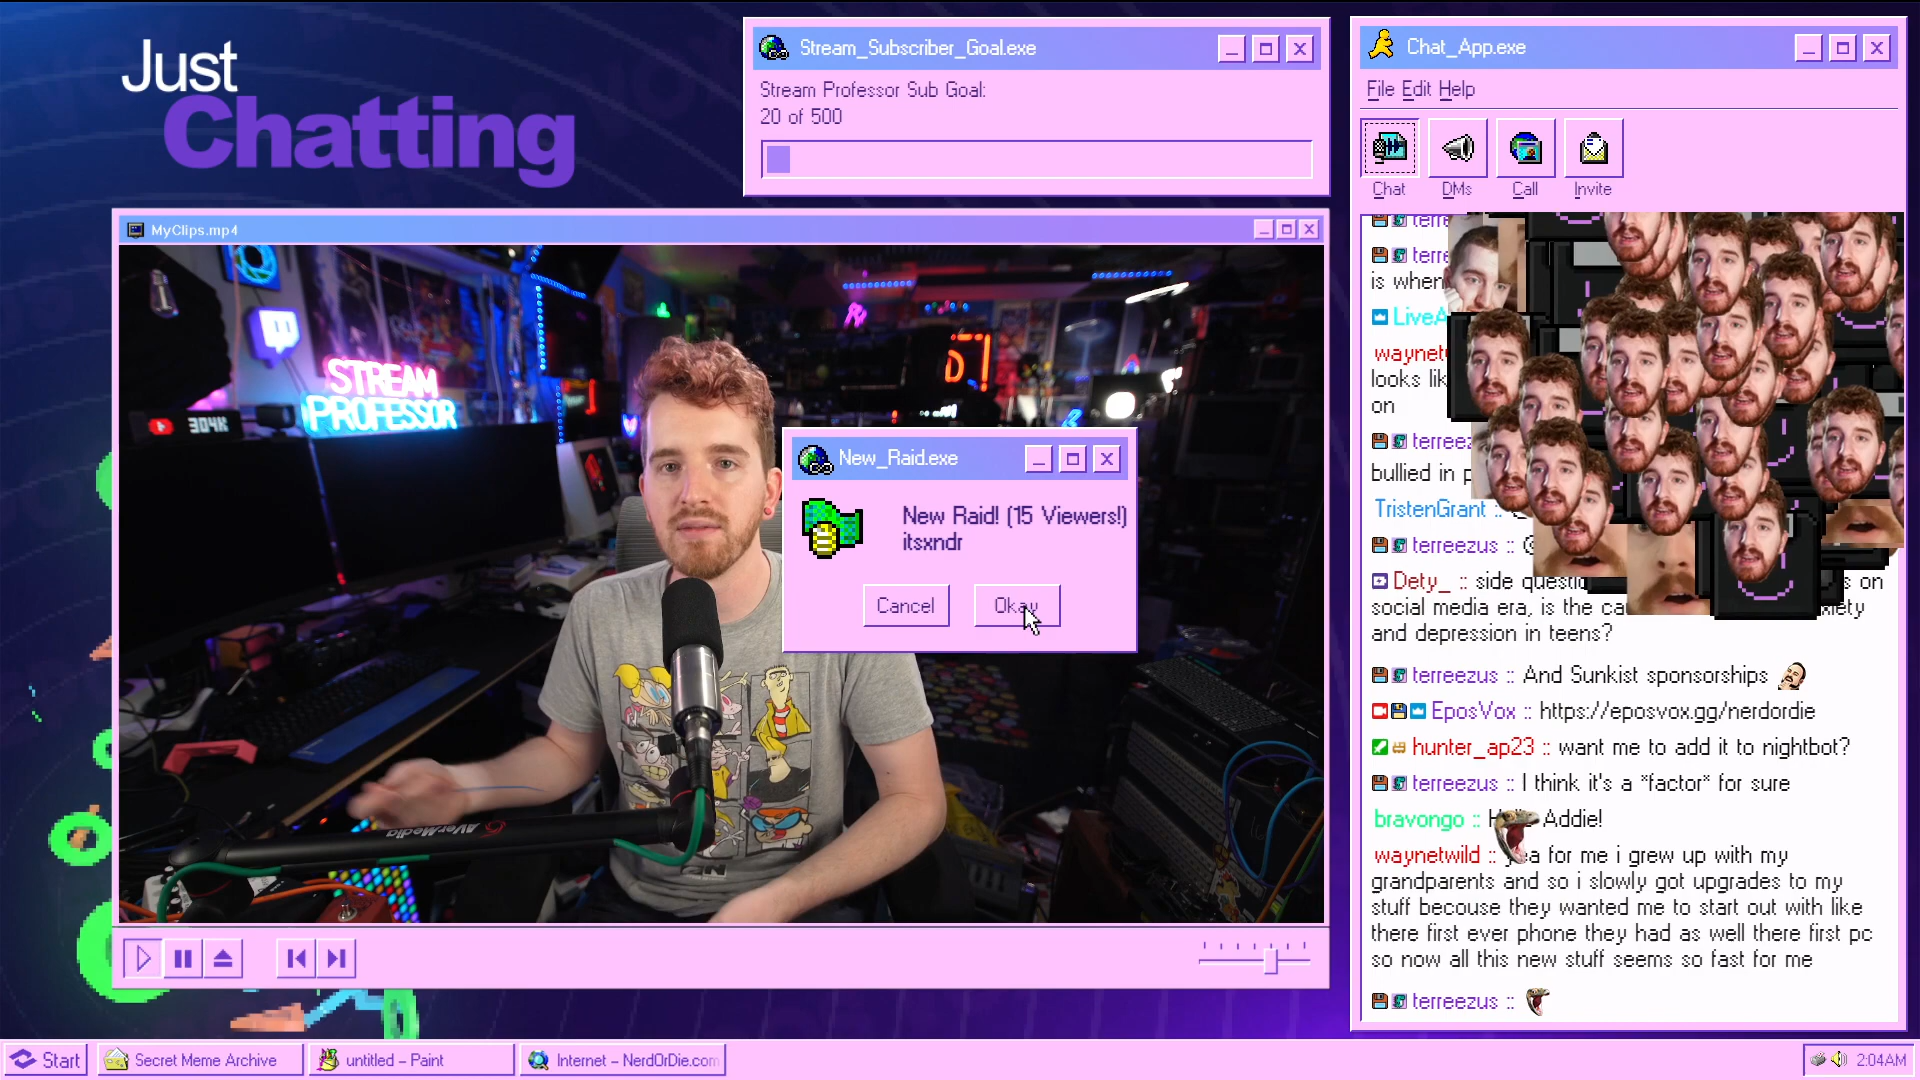 Just
Chatting
Stream_Subscriber_Goal.exe
Stream Professor Sub Goal:
20 of 500
MyClips.mp4
STREAM
PROFESSOR
304K
AVerMedia
New_Raid.exe
New Raid! (15 Viewers!)
itsxndr
Cancel
Okay
Chat_App.exe
File Edit Help
Chat DMs Call Invite
is when
waynetw
looks lik
on
terreez
bullied in p
TristenGrant ::
terreezus ::
Dety_ :: side on
social media era, is the
and depression in teens?
terreezus :: And Sunkist sponsorships
EposVox :: https://eposvox.gg/nerdordie
hunter_ap23 :: want me to add it to nightbot?
terreezus :: I think it's a *factor* for sure
bravongo :: Addie!
waynetwild :: yea for me i grew up with my
grandparents and so i slowly got upgrades to my
stuff becouse they wanted me to start out with like
there first ever phone they had as well there first pc
so now all this new stuff seems so fast for me
terreezus ::
Start
Secret Meme Archive
untitled - Paint
Internet - NerdOrDie.com
2:04AM